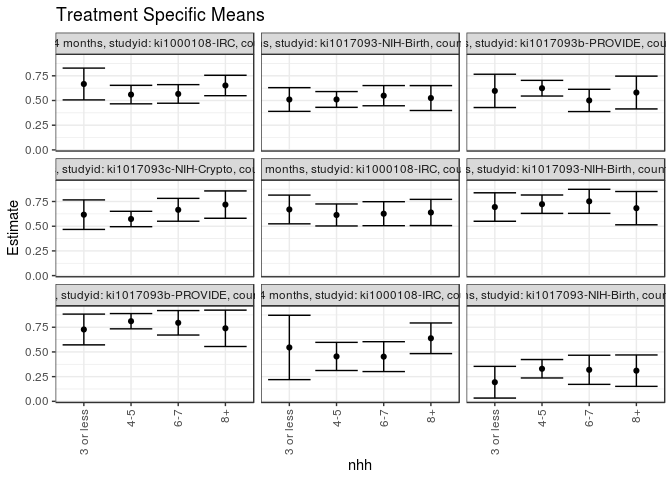 Treatment Specific Means
4 months, studyid: ki1000108-IRC, cou
s, studyid: ki1017093-NIH-Birth, coun
studyid: ki1017093b-PROVIDE, cou
0.75
0.50
0.25
0.00
, studyid: ki1017093c-NIH-Crypto, cou
months, studyid: ki1000108-IRC, cou
s, studyid: ki1017093-NIH-Birth, coun
0.75
0.50
0.25
0.00
, studyid: ki1017093b-PROVIDE, cour
4 months, studyid: ki1000108-IRC, co
s, studyid: ki1017093-NIH-Birth, coun
0.75
0.50
0.25
0.00
Estimate
3 or less
4-5
6-7
8+
3 or less
4-5
6-7
8+
3 or less
4-5
6-7
8+
nhh